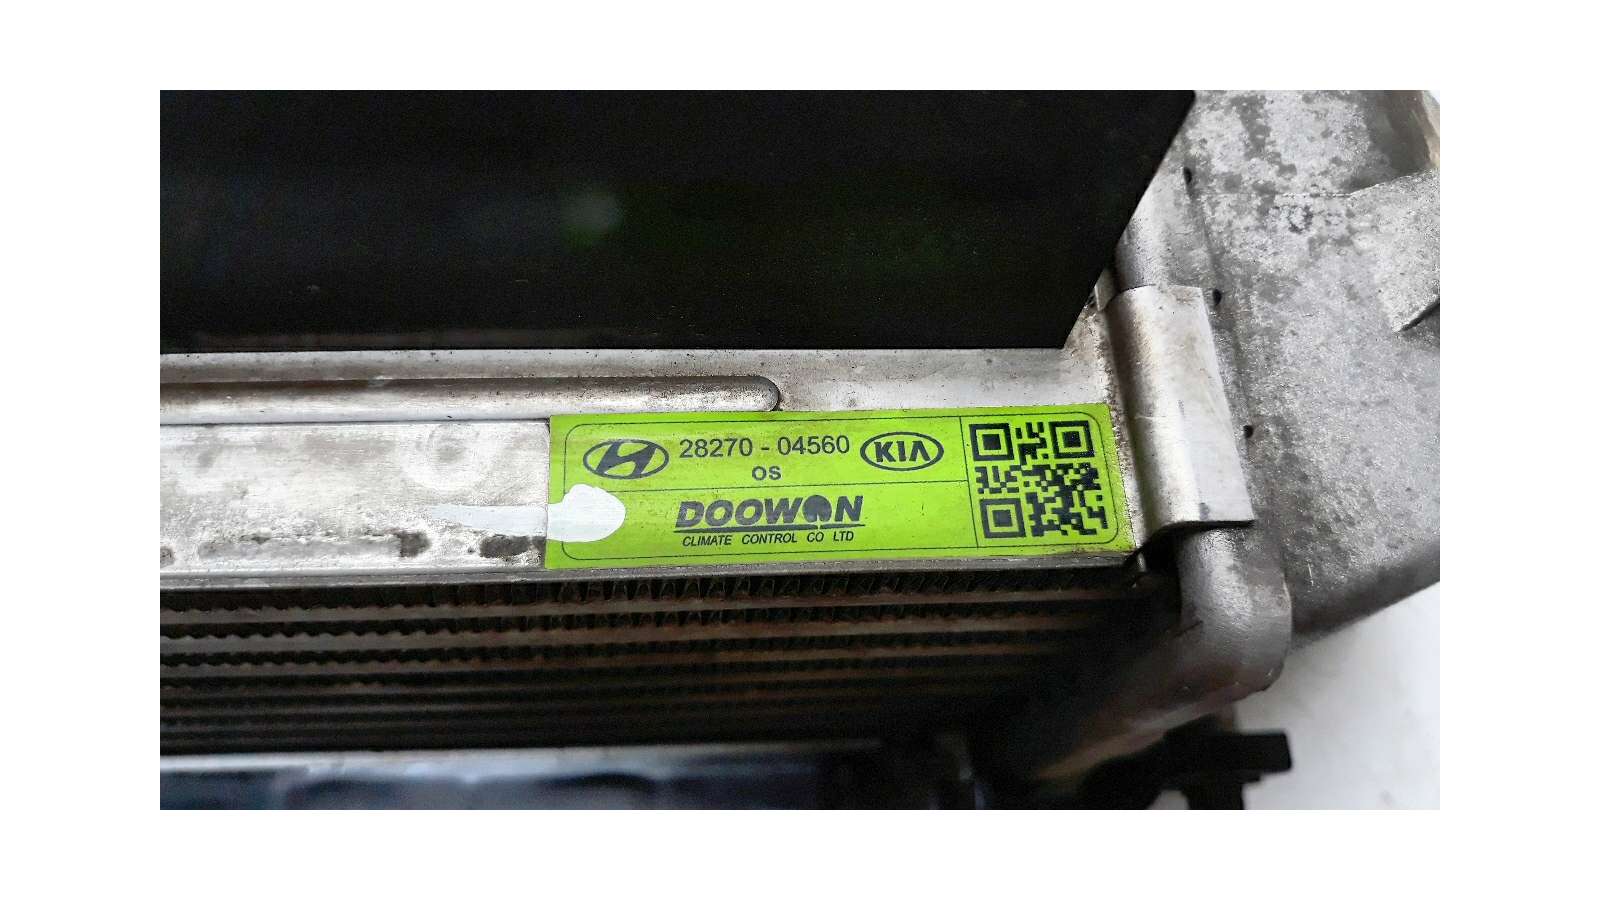 28270 - 04560 KIA
OS
DOOWON
CLIMATE CONTROL CO LTD